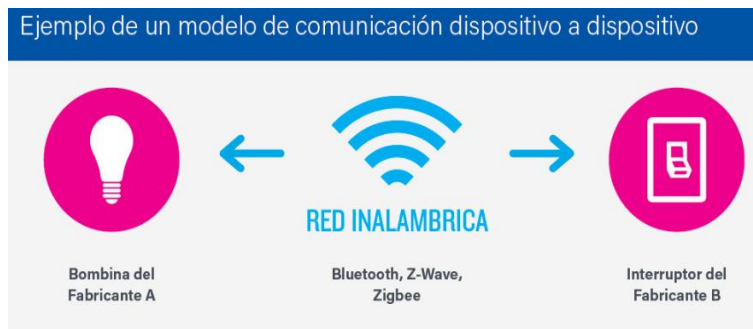 Ejemplo de un modelo de comunicación dispositivo a dispositivo
RED INALAMBRICA
Bombina del
Fabricante A
Bluetooth, Z-Wave,
Zigbee
Interruptor del
Fabricante B